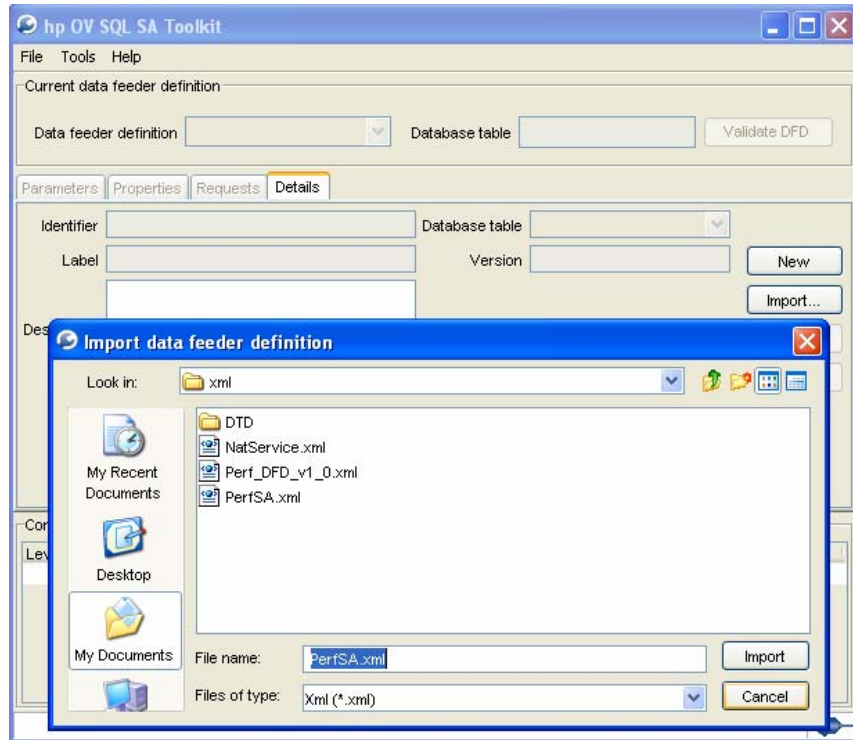 hp OV SQL SA Toolkit
File Tools Help
Current data feeder definition
Data feeder definition
Database table
Validate DFD
Parameters Properties Requests Details
Identifier
Database table
Label
Version
New
Import...
Des
Import data feeder definition
Look in:
xml
DTD
NatService.xml
Perf_DFD_v1_0.xml
PerfSA.xml
My Recent
Documents
Desktop
My Documents
File name:
PerfSA.xml
Import
Files of type:
Xml (*.xml)
Cancel
Con
Lev